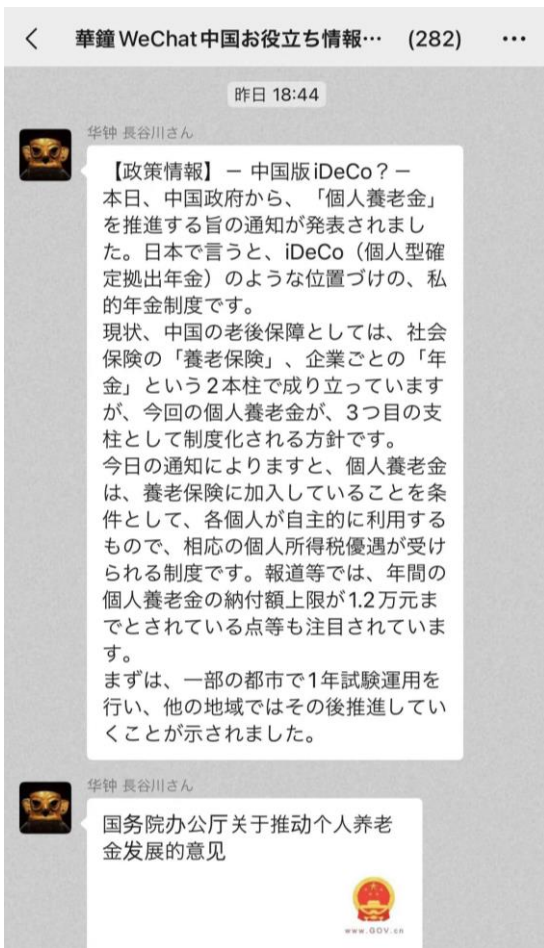 華鐘WeChat中国お役立ち情報… (282)
昨日 18:44
华钟 長谷川さん
【政策情報】－ 中国版iDeCo？－
本日、中国政府から、「個人養老金」
を推進する旨の通知が発表されまし
た。日本で言うと、iDeCo（個人型確
定拠出年金）のような位置づけの、私
的年金制度です。
現状、中国の老後保障としては、社会
保険の「養老保険」、企業ごとの「年
金」という2本柱で成り立っています
が、今回の個人養老金が、3つ目の支
柱として制度化される方針です。
今日の通知によりますと、個人養老金
は、養老保険に加入していることを条
件として、各個人が自主的に利用する
もので、相応の個人所得税優遇が受け
られる制度です。報道等では、年間の
個人養老金の納付額上限が1.2万元ま
でとされている点等も注目されていま
す。
まずは、一部の都市で1年試験運用を
行い、他の地域ではその後推進してい
くことが示されました。
华钟 長谷川さん
国务院办公厅关于推动个人养老
金发展的意见
www.GOV.cn